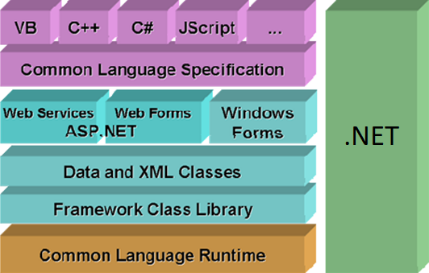 VB C++ C# JScript ...
Common Language Specification
Web Services Web Forms Windows
ASP.NET Forms
.NET
Data and XML Classes
Framework Class Library
Common Language Runtime